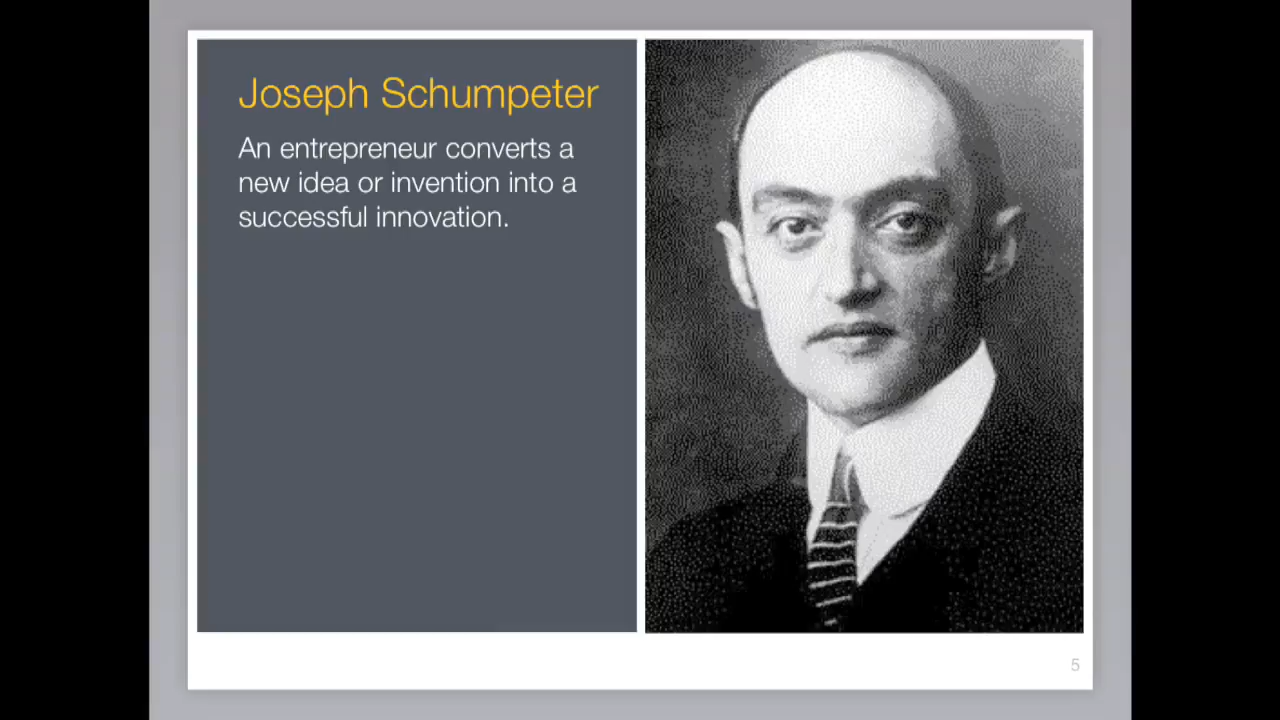 Joseph Schumpeter
An entrepreneur converts a
new idea or invention into a
successful innovation.
5